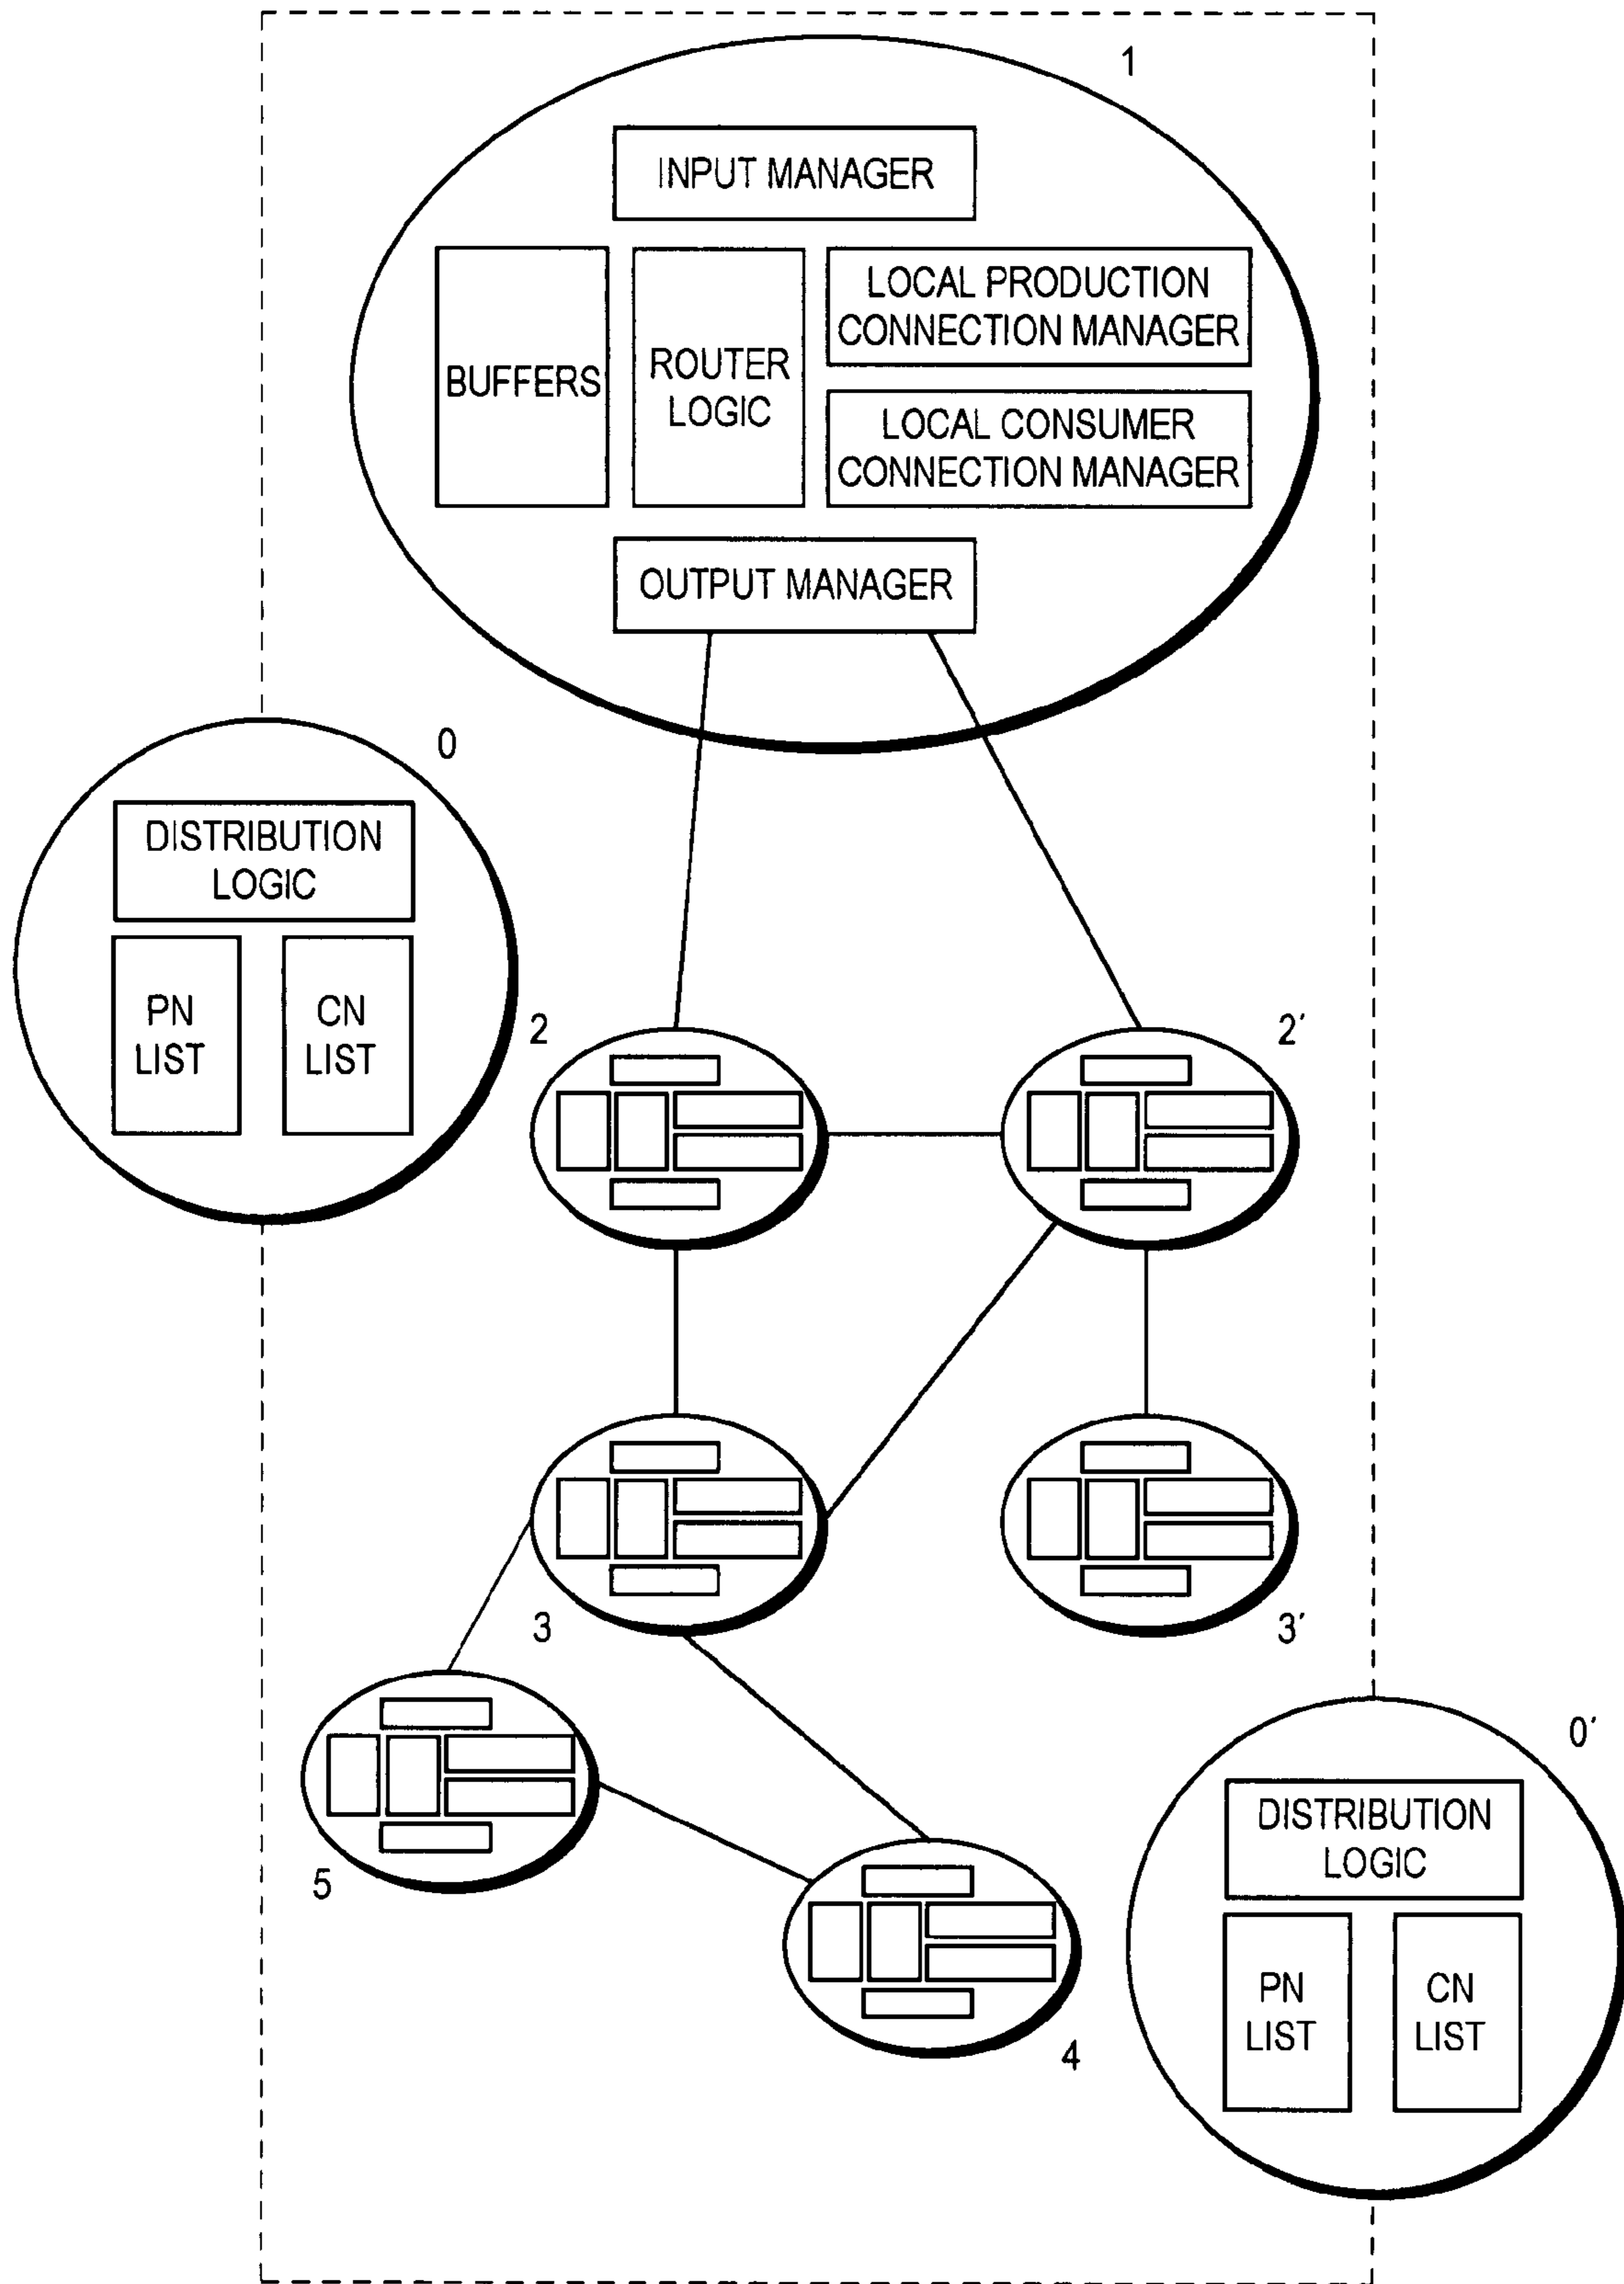 1
INPUT MANAGER
BUFFERS
ROUTER
LOGIC
LOCAL PRODUCTION
CONNECTION MANAGER
LOCAL CONSUMER
CONNECTION MANAGER
OUTPUT MANAGER
0
DISTRIBUTION
LOGIC
PN
LIST
CN
LIST
2
2'
3
3'
5
4
0'
DISTRIBUTION
LOGIC
PN
LIST
CN
LIST